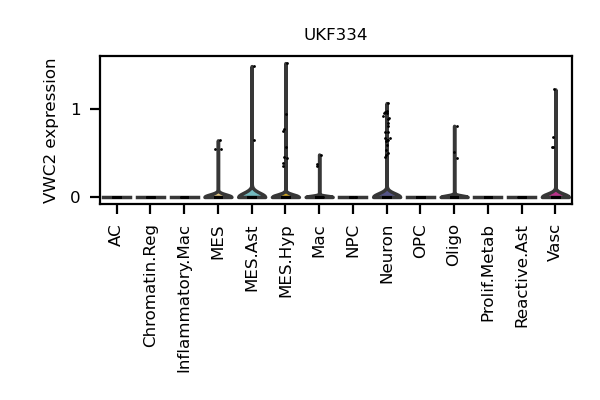 UKF334
VWC2 expression
1
0
AC
Chromatin.Reg
Inflammatory.Mac
MES
MES.Ast
MES.Hyp
Mac
NPC
Neuron
OPC
Oligo
Prolif.Metab
Reactive.Ast
Vasc